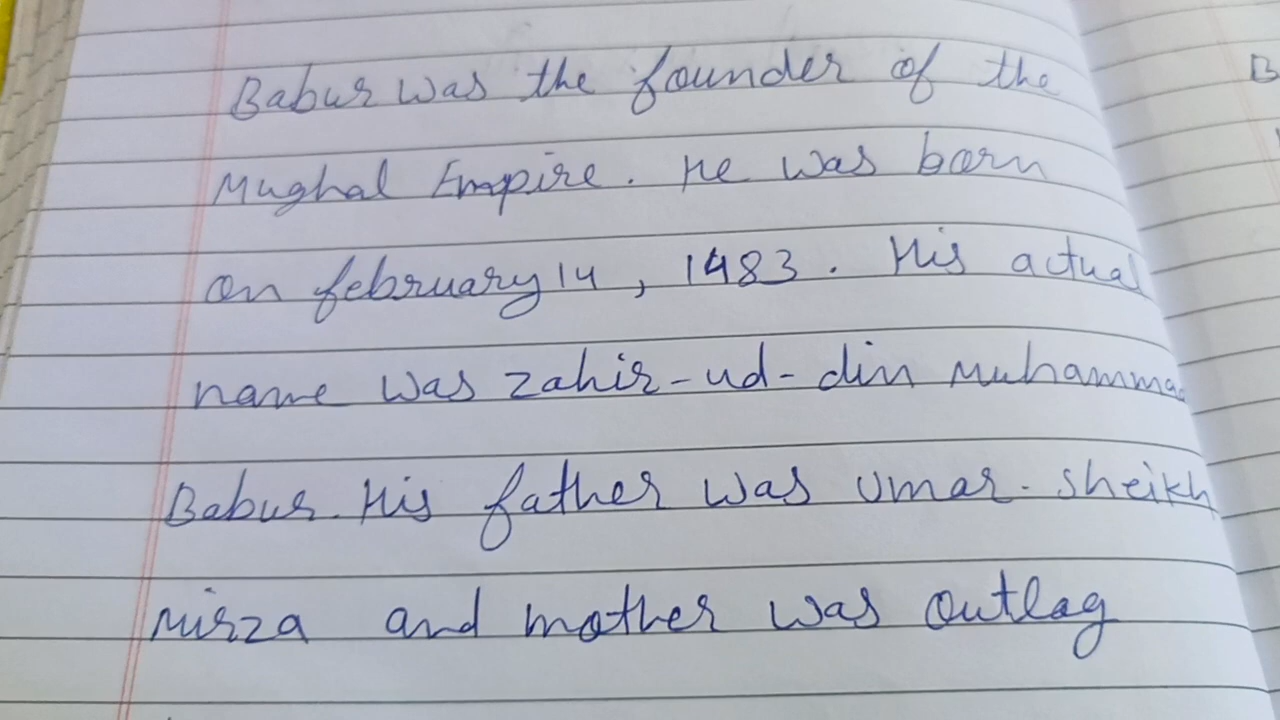 Babur was the founder of the
Mughal Empire. He was born
on february 14, 1483. His actual
name was Zahir-ud-din Muhammad
Babur. His father was Umar. Sheikh
Mirza and mother was Outlag
B